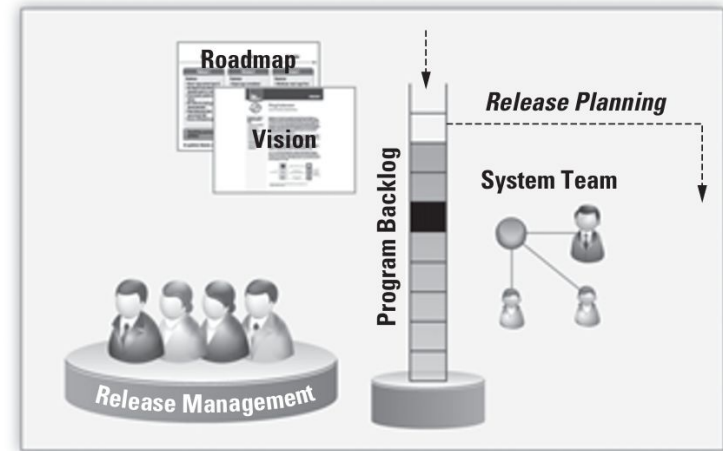 Roadmap
Vision
Release Planning
System Team
Program Backlog
Release Management